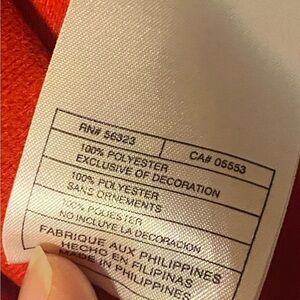 RN# 56323 CA# 05553
100% POLYESTER
EXCLUSIVE OF DECORATION
100% POLYESTER
SANS ORNEMENTS
100% POLIESTER
NO INCLUYE LA DECORACION
FABRIQUE AUX PHILIPPINES
HECHO EN FILIPINAS
MADE IN PHILIPPINES